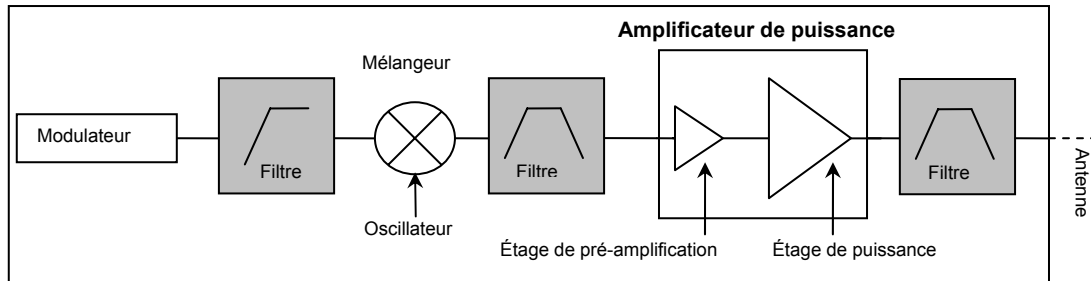 Amplificateur de puissance
Mélangeur
Modulateur
Filtre
Filtre
Filtre
Antenne
Oscillateur
Étage de pré-amplification
Étage de puissance